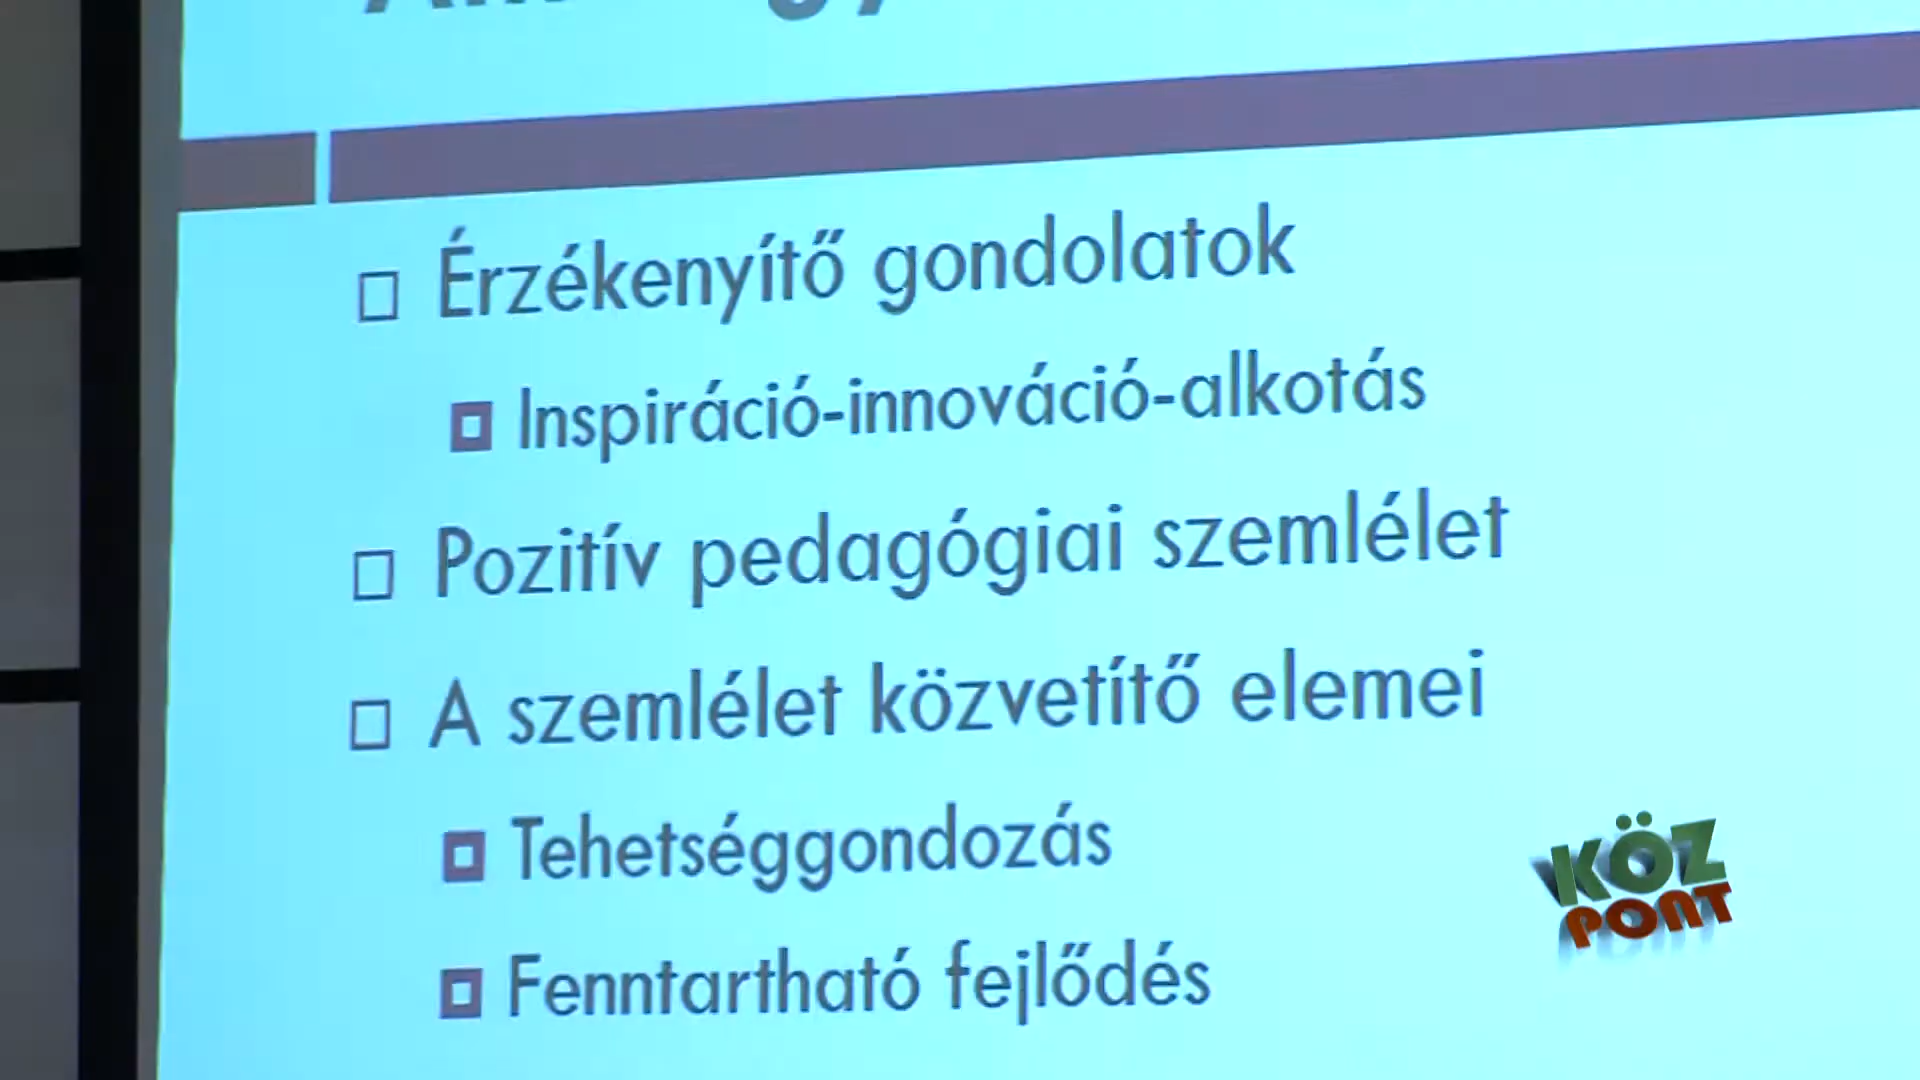 Érzékenyítő gondolatok
Inspiráció-innováció-alkotás
Pozitív pedagógiai szemlélet
A szemlélet közvetítő elemei
Tehetséggondozás
Fenntartható fejlődés
KÖZ
PONT